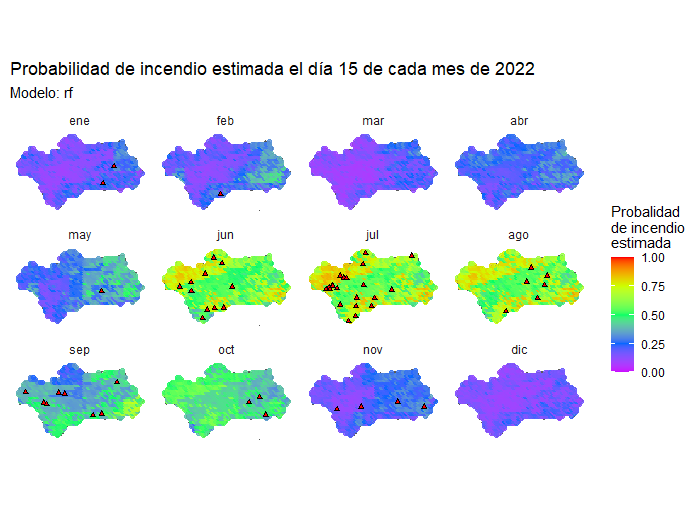 Probabilidad de incendio estimada el día 15 de cada mes de 2022
Modelo: rf
ene
feb
mar
abr
may
jun
jul
ago
sep
oct
nov
dic
Probalidad
de incendio
estimada
1.00
0.75
0.50
0.25
0.00